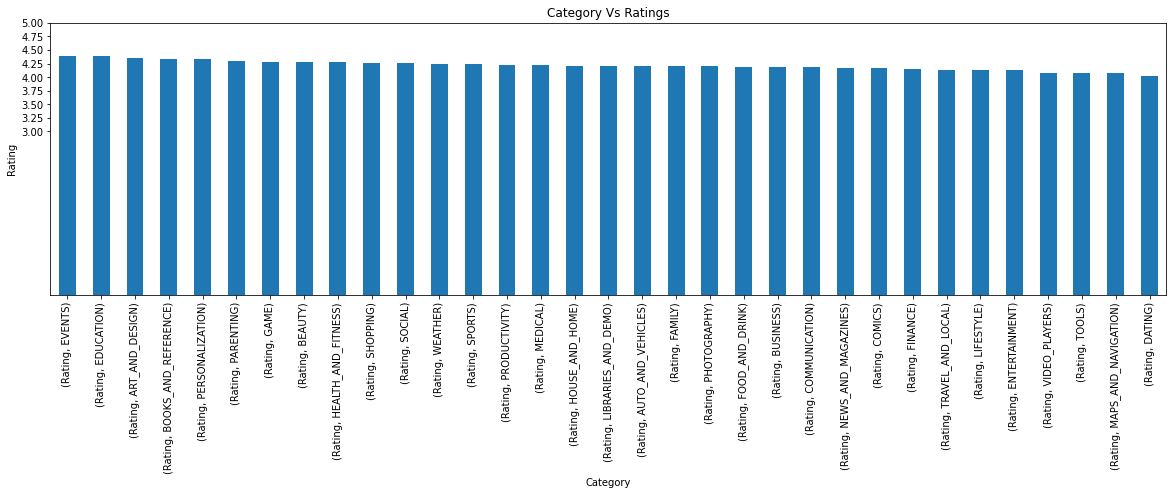 Category Vs Ratings
5.00
4.75
4.50
4.25
4.00
3.75
3.50
3.25
3.00
Rating
(Rating, EVENTS)
(Rating, EDUCATION)
(Rating, ART_AND_DESIGN)
(Rating, BOOKS_AND_REFERENCE)
(Rating, PERSONALIZATION)
(Rating, PARENTING)
(Rating, GAME)
(Rating, BEAUTY)
(Rating, HEALTH_AND_FITNESS)
(Rating, SHOPPING)
(Rating, SOCIAL)
(Rating, WEATHER)
(Rating, SPORTS)
(Rating, PRODUCTIVITY)
(Rating, MEDICAL)
(Rating, HOUSE_AND_HOME)
(Rating, LIBRARIES_AND_DEMO)
(Rating, AUTO_AND_VEHICLES)
(Rating, FAMILY)
(Rating, PHOTOGRAPHY)
(Rating, FOOD_AND_DRINK)
(Rating, BUSINESS)
(Rating, COMMUNICATION)
(Rating, NEWS_AND_MAGAZINES)
(Rating, COMICS)
(Rating, FINANCE)
(Rating, TRAVEL_AND_LOCAL)
(Rating, LIFESTYLE)
(Rating, ENTERTAINMENT)
(Rating, VIDEO_PLAYERS)
(Rating, TOOLS)
(Rating, MAPS_AND_NAVIGATION)
(Rating, DATING)
Category